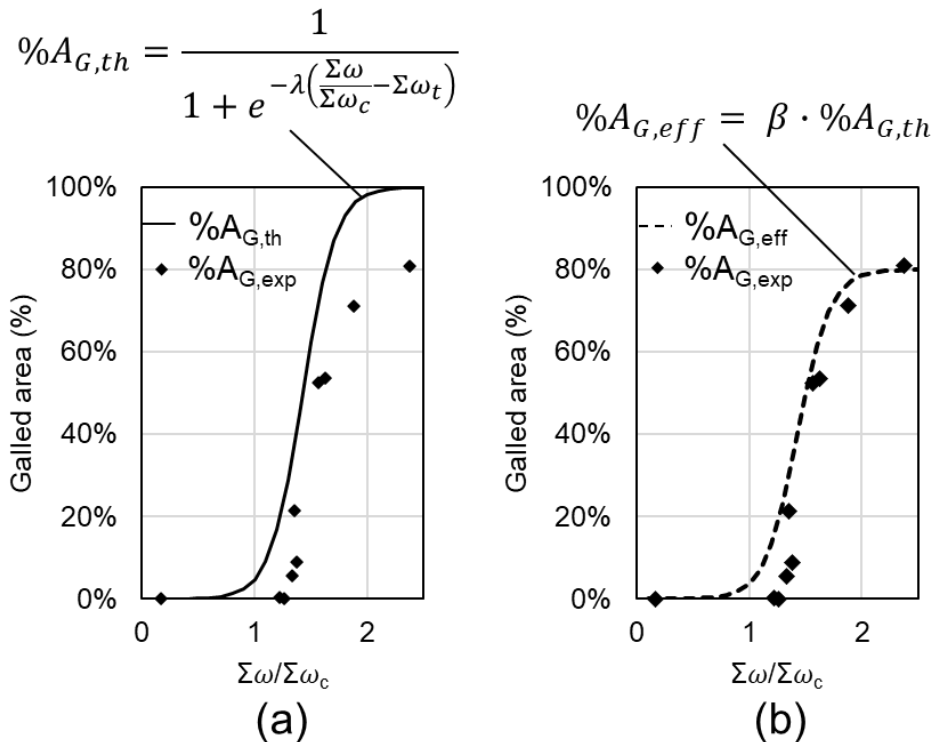 %A_{G,th} = \frac{1}{1 + e^{-λ(\frac{Σω}{Σω_c}-Σω_t)}}
%A_{G,eff} = β · %A_{G,th}
100%
80%
60%
40%
20%
0%
Galled area (%)
%A_{G,th}
%A_{G,exp}
0
1
2
Σω/Σω_c
(a)
100%
80%
60%
40%
20%
0%
Galled area (%)
%A_{G,eff}
%A_{G,exp}
0
1
2
Σω/Σω_c
(b)